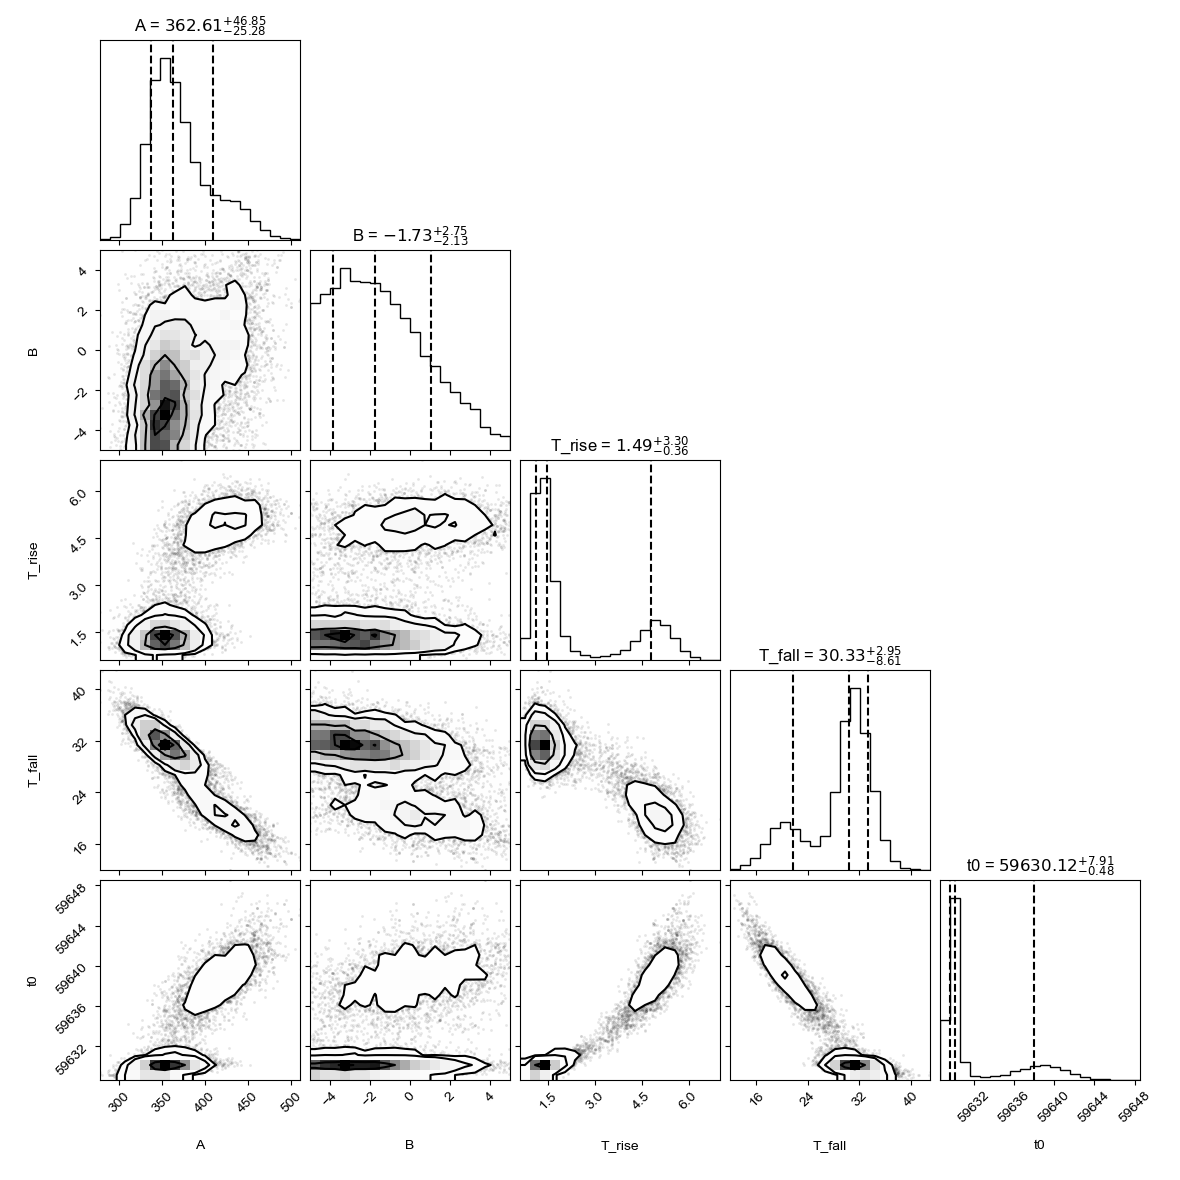 A = 362.61+46.85−25.28
B = −1.73+2.75−2.13
4
2
0
−2
−4
B
T_rise = 1.49+3.30−0.36
6.0
4.5
3.0
1.5
T_rise
T_fall = 30.33+2.95−8.61
40
32
24
16
T_fall
t0 = 59630.12+7.91−0.48
59648
59644
59640
59636
59632
t0
300 350 400 450 500
−4 −2 0 2 4
1.5 3.0 4.5 6.0
16 24 32 40
59632 59636 59640 59644 59648
A B T_rise T_fall t0